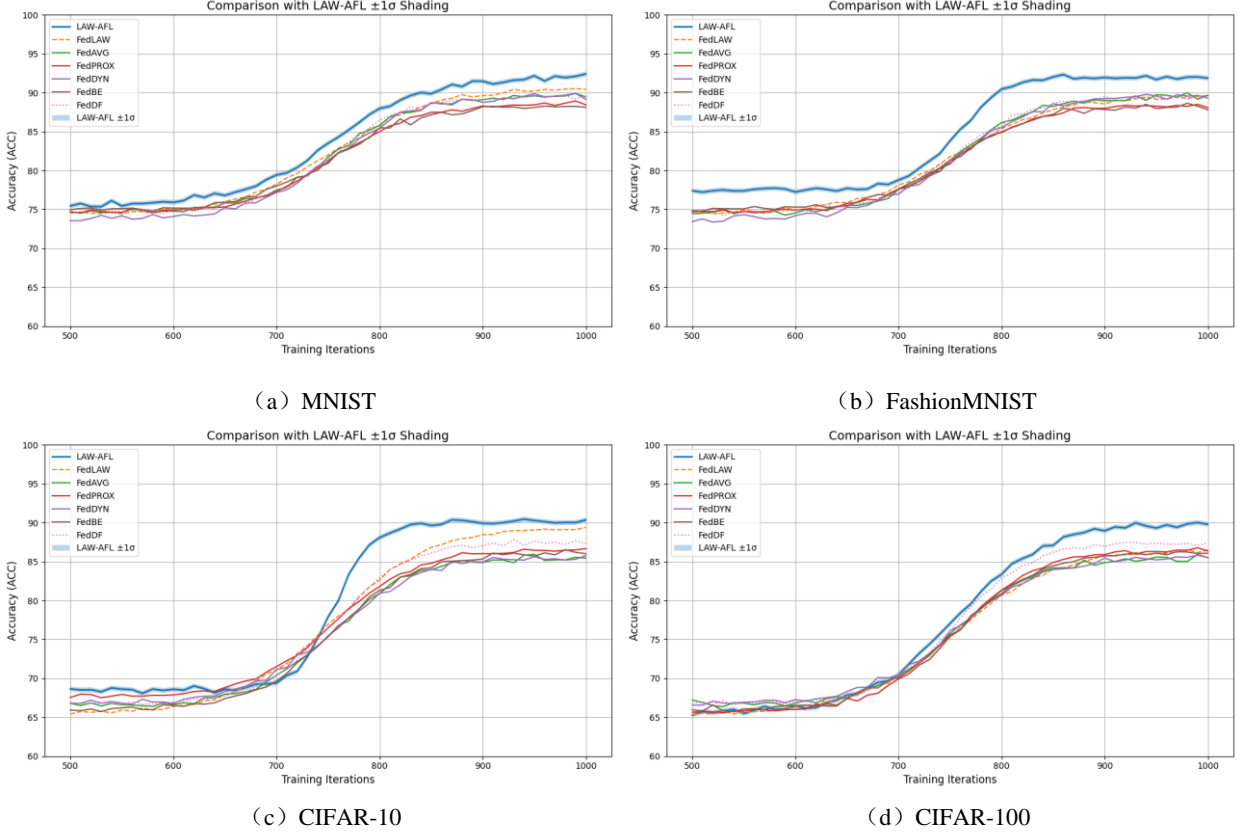 Comparison with LAW-AFL ±1σ Shading
Accuracy (ACC)
100
95
90
85
80
75
70
65
60
LAW-AFL
FedLAW
FedAVG
FedPROX
FedDYN
FedBE
FedDF
LAW-AFL ±1σ
500
600
700
800
900
1000
Training Iterations
（a）MNIST
Comparison with LAW-AFL ±1σ Shading
Accuracy (ACC)
100
95
90
85
80
75
70
65
60
LAW-AFL
FedLAW
FedAVG
FedPROX
FedDYN
FedBE
FedDF
LAW-AFL ±1σ
500
600
700
800
900
1000
Training Iterations
（b）FashionMNIST
Comparison with LAW-AFL ±1σ Shading
Accuracy (ACC)
100
95
90
85
80
75
70
65
60
LAW-AFL
FedLAW
FedAVG
FedPROX
FedDYN
FedBE
FedDF
LAW-AFL ±1σ
500
600
700
800
900
1000
Training Iterations
（c）CIFAR-10
Comparison with LAW-AFL ±1σ Shading
Accuracy (ACC)
100
95
90
85
80
75
70
65
60
LAW-AFL
FedLAW
FedAVG
FedPROX
FedDYN
FedBE
FedDF
LAW-AFL ±1σ
500
600
700
800
900
1000
Training Iterations
（d）CIFAR-100